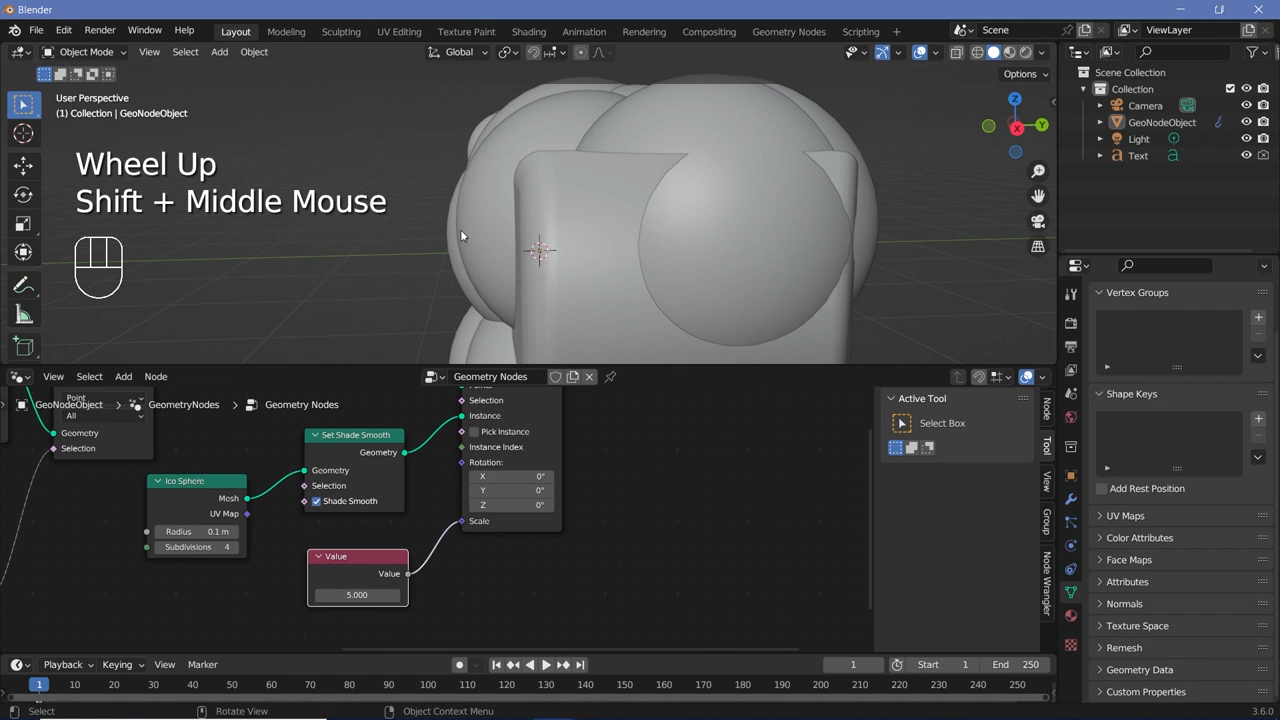 Blender
File Edit Render Window Help Layout Modeling Sculpting UV Editing Texture Paint Shading Animation Rendering Compositing Geometry Nodes Scripting + Scene ViewLayer
Object Mode View Select Add Object Global
Options
User Perspective
(1) Collection | GeoNodeObject
Wheel Up
Shift + Middle Mouse
Z
Y
X
Scene Collection
Collection
Camera
GeoNodeObject
Light
Text
View Select Add Node Geometry Nodes
GeoNodeObject GeometryNodes Geometry Nodes
Point
All
Geometry
Selection
Ico Sphere
Mesh
UV Map
Radius 0.1 m
Subdivisions 4
Set Shade Smooth
Geometry
Geometry
Selection
Shade Smooth
Value
Value
5.000
Selection
Instance
Pick Instance
Instance Index
Rotation:
X 0°
Y 0°
Z 0°
Scale
Active Tool
Select Box
Node
Tool
View
Group
Node Wrangler
Vertex Groups
Shape Keys
Add Rest Position
UV Maps
Color Attributes
Face Maps
Attributes
Normals
Texture Space
Remesh
Geometry Data
Custom Properties
Playback Keying View Marker 1 Start 1 End 250
1 10 20 30 40 50 60 70 80 90 100 110 120 130 140 150 160 170 180 190 200 210 220 230 240 250
Select Rotate View Object Context Menu 3.6.0